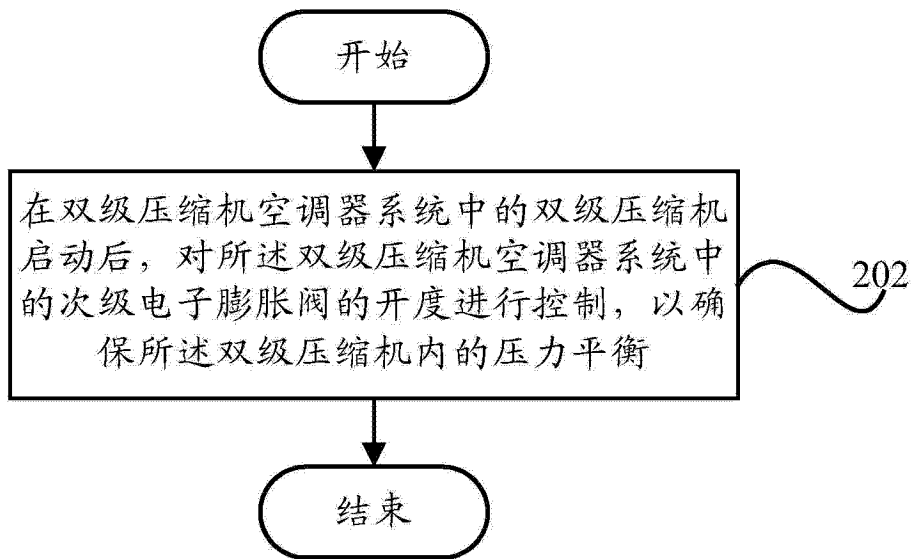 开始
在双级压缩机空调器系统中的双级压缩机
启动后，对所述双级压缩机空调器系统中
的次级电子膨胀阀的开度进行控制，以确
保所述双级压缩机内的压力平衡
202
结束